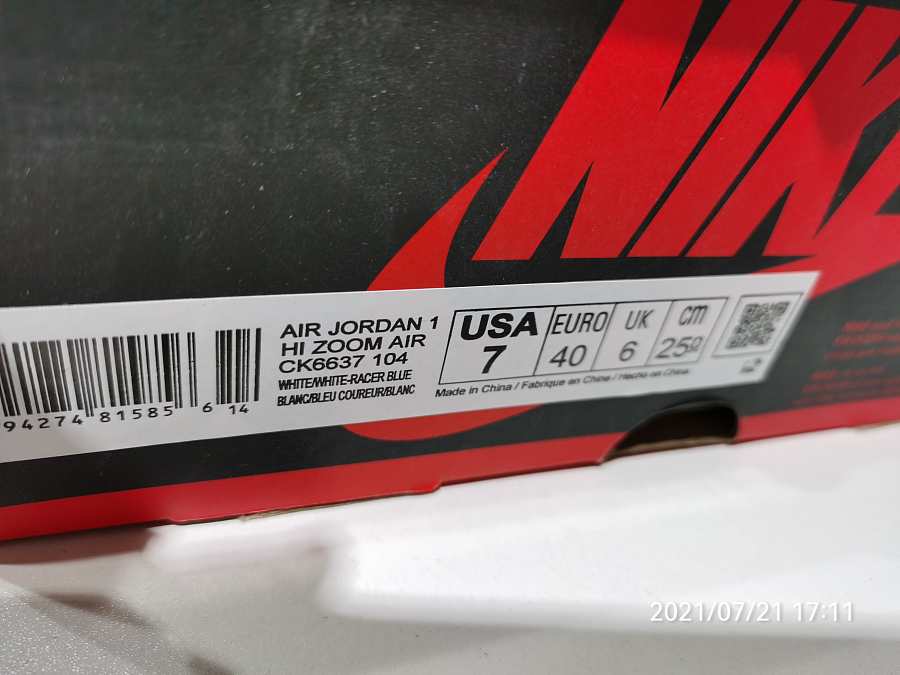 NIKE
AIR JORDAN 1
HI ZOOM AIR
CK6637 104
WHITE/WHITE-RACER BLUE
BLANC/BLEU COUREUR/BLANC
USA
7
EURO
40
UK
6
cm
25
Made in China / Fabriqué en Chine / Hecho en China
94274 81585 6 14
2021/07/21 17:11